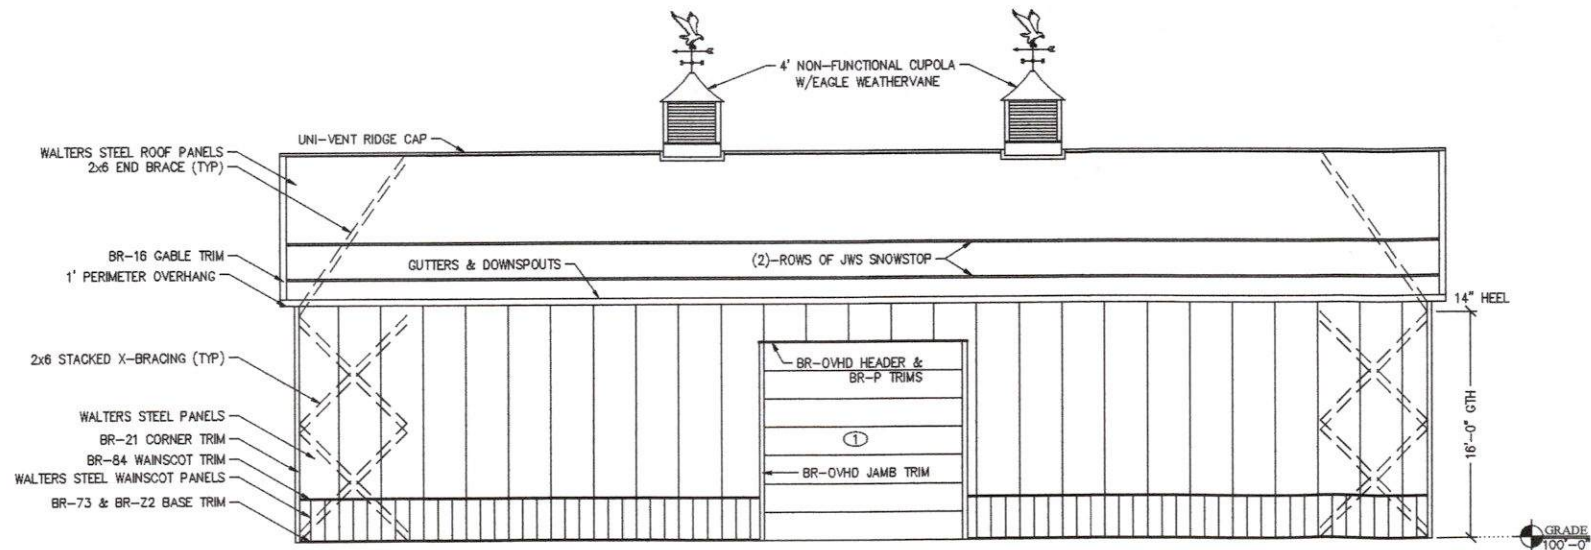 4' NON-FUNCTIONAL CUPOLA
W/EAGLE WEATHERVANE
UNI-VENT RIDGE CAP
WALTERS STEEL ROOF PANELS
2x6 END BRACE (TYP)
BR-16 GABLE TRIM
GUTTERS & DOWNSPOUTS
(2)-ROWS OF JWS SNOWSTOP
1' PERIMETER OVERHANG
14" HEEL
2x6 STACKED X-BRACING (TYP)
BR-OVHD HEADER &
BR-P TRIMS
WALTERS STEEL PANELS
BR-21 CORNER TRIM
BR-84 WAINSCOT TRIM
WALTERS STEEL WAINSCOT PANELS
BR-73 & BR-Z2 BASE TRIM
1
BR-OVHD JAMB TRIM
16'-0" GTH
GRADE
100'-0"